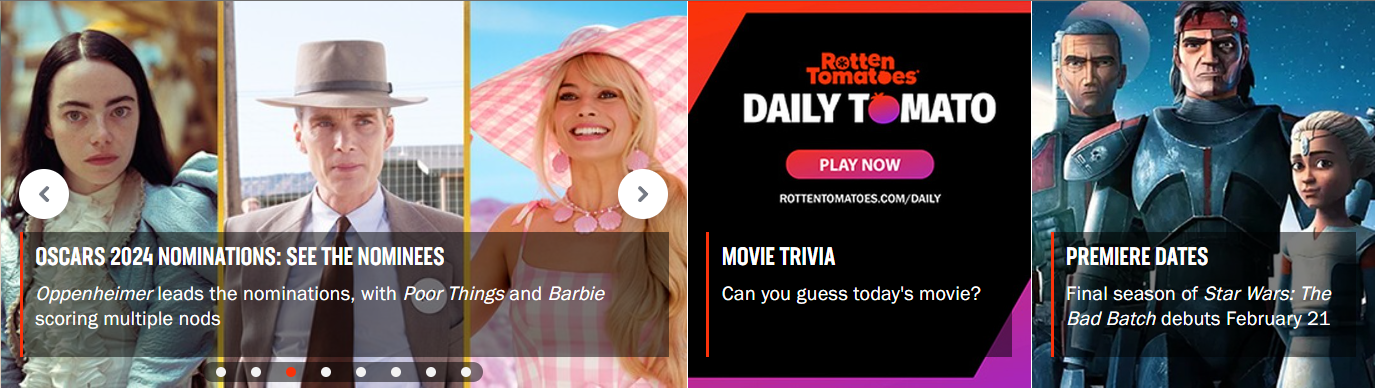 OSCARS 2024 NOMINATIONS: SEE THE NOMINEES
Oppenheimer leads the nominations, with Poor Things and Barbie
scoring multiple nods
Rotten
Tomatoes®
DAILY TOMATO
PLAY NOW
ROTTENTOMATOES.COM/DAILY
MOVIE TRIVIA
Can you guess today's movie?
PREMIERE DATES
Final season of Star Wars: The
Bad Batch debuts February 21